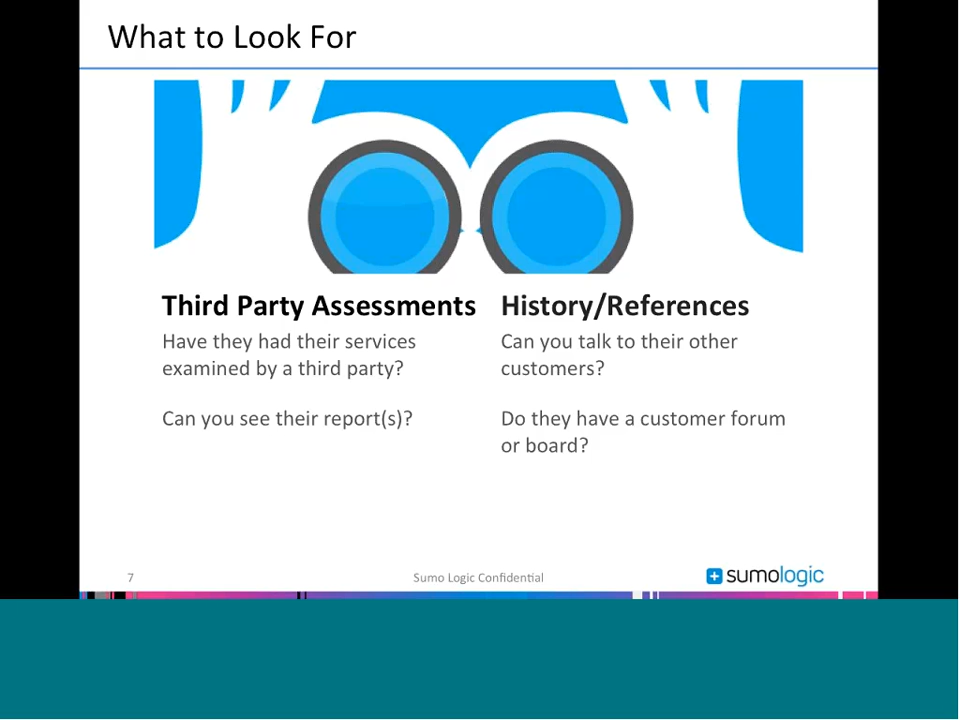 What to Look For
Third Party Assessments
Have they had their services
examined by a third party?
Can you see their report(s)?
History/References
Can you talk to their other
customers?
Do they have a customer forum
or board?
7
Sumo Logic Confidential
sumologic